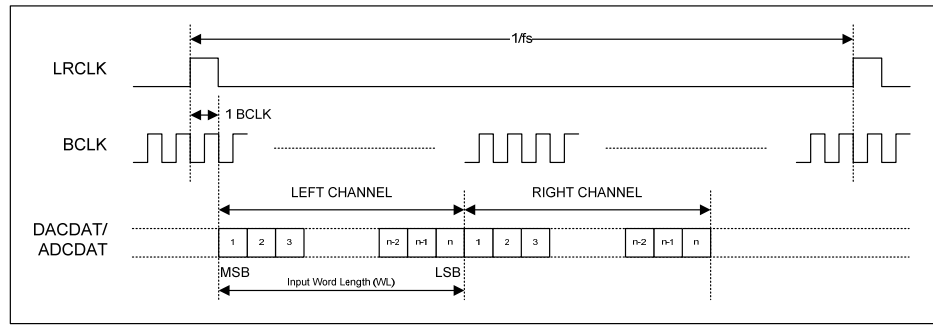 1/fs
LRCLK
1 BCLK
BCLK
LEFT CHANNEL
RIGHT CHANNEL
DACDAT/
ADCDAT
1 2 3 n-2 n-1 n 1 2 3 n-2 n-1 n
MSB LSB
Input Word Length (WL)